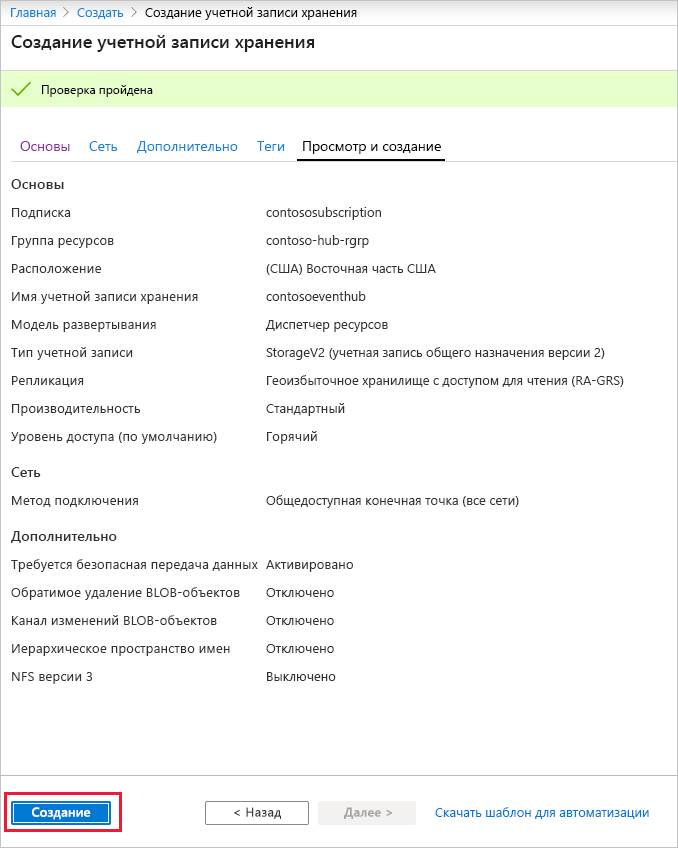 Главная > Создать > Создание учетной записи хранения
Создание учетной записи хранения
Проверка пройдена
Основы Сеть Дополнительно Теги Просмотр и создание
Основы
Подписка contososubscription
Группа ресурсов contoso-hub-rgrp
Расположение (США) Восточная часть США
Имя учетной записи хранения contosoeventhub
Модель развертывания Диспетчер ресурсов
Тип учетной записи StorageV2 (учетная запись общего назначения версии 2)
Репликация Геоизбыточное хранилище с доступом для чтения (RA-GRS)
Производительность Стандартный
Уровень доступа (по умолчанию) Горячий
Сеть
Метод подключения Общедоступная конечная точка (все сети)
Дополнительно
Требуется безопасная передача данных Активировано
Обратимое удаление BLOB-объектов Отключено
Канал изменений BLOB-объектов Отключено
Иерархическое пространство имен Отключено
NFS версии 3 Выключено
Создание < Назад Далее > Скачать шаблон для автоматизации